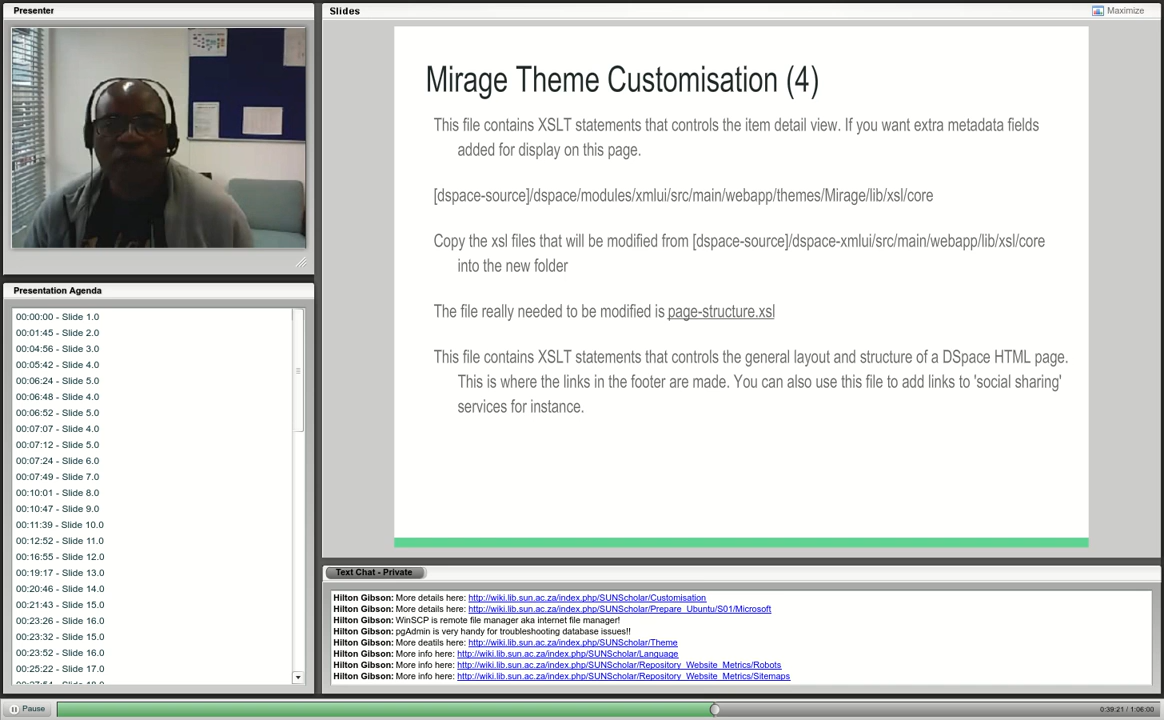 Presenter
Slides
Maximize
Mirage Theme Customisation (4)
This file contains XSLT statements that controls the item detail view. If you want extra metadata fields
added for display on this page.
[dspace-source]/dspace/modules/xmlui/src/main/webapp/themes/Mirage/lib/xsl/core
Copy the xsl files that will be modified from [dspace-source]/dspace-xmlui/src/main/webapp/lib/xsl/core
into the new folder
The file really needed to be modified is page-structure.xsl
This file contains XSLT statements that controls the general layout and structure of a DSpace HTML page.
This is where the links in the footer are made. You can also use this file to add links to 'social sharing'
services for instance.
Presentation Agenda
00:00:00 - Slide 1.0
00:01:45 - Slide 2.0
00:04:56 - Slide 3.0
00:05:42 - Slide 4.0
00:06:24 - Slide 5.0
00:06:48 - Slide 4.0
00:06:52 - Slide 5.0
00:07:07 - Slide 4.0
00:07:12 - Slide 5.0
00:07:24 - Slide 6.0
00:07:49 - Slide 7.0
00:10:01 - Slide 8.0
00:10:47 - Slide 9.0
00:11:39 - Slide 10.0
00:12:52 - Slide 11.0
00:16:55 - Slide 12.0
00:19:17 - Slide 13.0
00:20:46 - Slide 14.0
00:21:43 - Slide 15.0
00:23:26 - Slide 16.0
00:23:32 - Slide 15.0
00:23:52 - Slide 16.0
00:25:22 - Slide 17.0
Text Chat - Private
Hilton Gibson: More details here: http://wiki.lib.sun.ac.za/index.php/SUNScholar/Customisation
Hilton Gibson: More details here: http://wiki.lib.sun.ac.za/index.php/SUNScholar/Prepare_Ubuntu/S01/Microsoft
Hilton Gibson: WinSCP is remote file manager aka internet file manager!
Hilton Gibson: pgAdmin is very handy for troubleshooting database issues!!
Hilton Gibson: More deatils here: http://wiki.lib.sun.ac.za/index.php/SUNScholar/Theme
Hilton Gibson: More info here: http://wiki.lib.sun.ac.za/index.php/SUNScholar/Language
Hilton Gibson: More info here: http://wiki.lib.sun.ac.za/index.php/SUNScholar/Repository_Website_Metrics/Robots
Hilton Gibson: More info here: http://wiki.lib.sun.ac.za/index.php/SUNScholar/Repository_Website_Metrics/Sitemaps
Pause
0:39:21 / 1:06:00